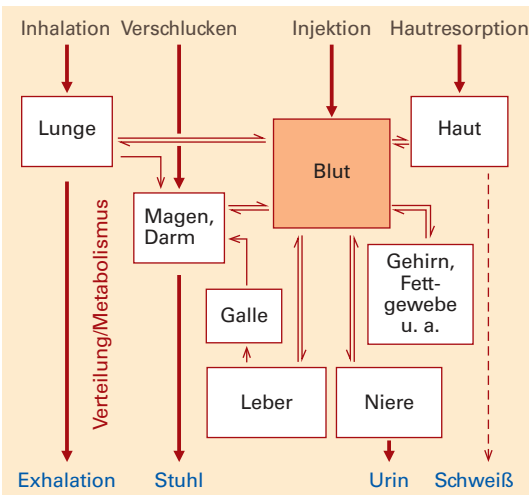 Inhalation Verschlucken Injektion Hautresorption
Lunge
Haut
Blut
Magen,
Darm
Gehirn,
Fett-
gewebe
u. a.
Galle
Leber
Niere
Verteilung/Metabolismus
Exhalation Stuhl Urin Schweiß